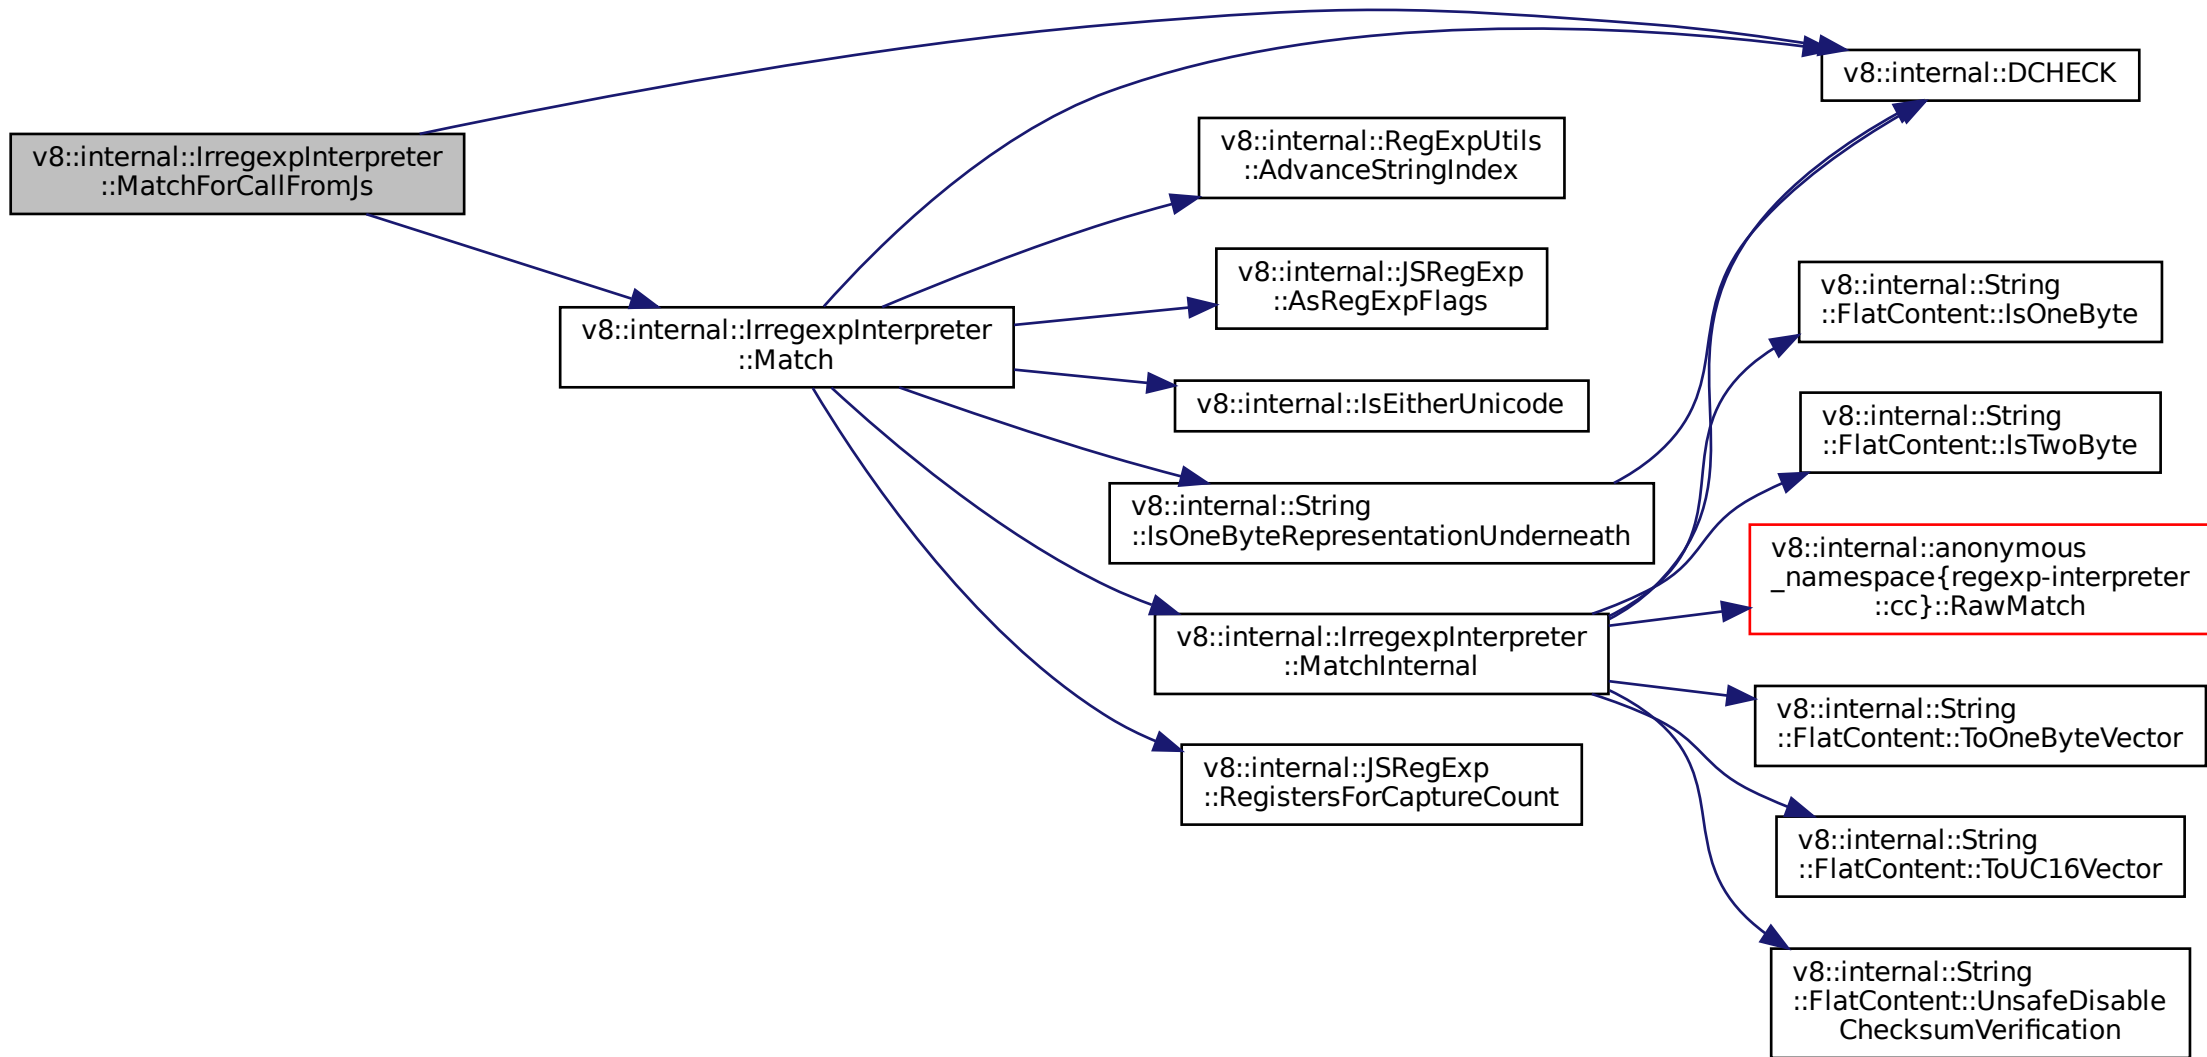 v8::internal::IrregexpInterpreter
::MatchForCallFromJs
v8::internal::IrregexpInterpreter
::Match
v8::internal::DCHECK
v8::internal::RegExpUtils
::AdvanceStringIndex
v8::internal::JSRegExp
::AsRegExpFlags
v8::internal::IsEitherUnicode
v8::internal::String
::IsOneByteRepresentationUnderneath
v8::internal::IrregexpInterpreter
::MatchInternal
v8::internal::JSRegExp
::RegistersForCaptureCount
v8::internal::String
::FlatContent::IsOneByte
v8::internal::String
::FlatContent::IsTwoByte
v8::internal::anonymous
_namespace{regexp-interpreter
::cc}::RawMatch
v8::internal::String
::FlatContent::ToOneByteVector
v8::internal::String
::FlatContent::ToUC16Vector
v8::internal::String
::FlatContent::UnsafeDisable
ChecksumVerification